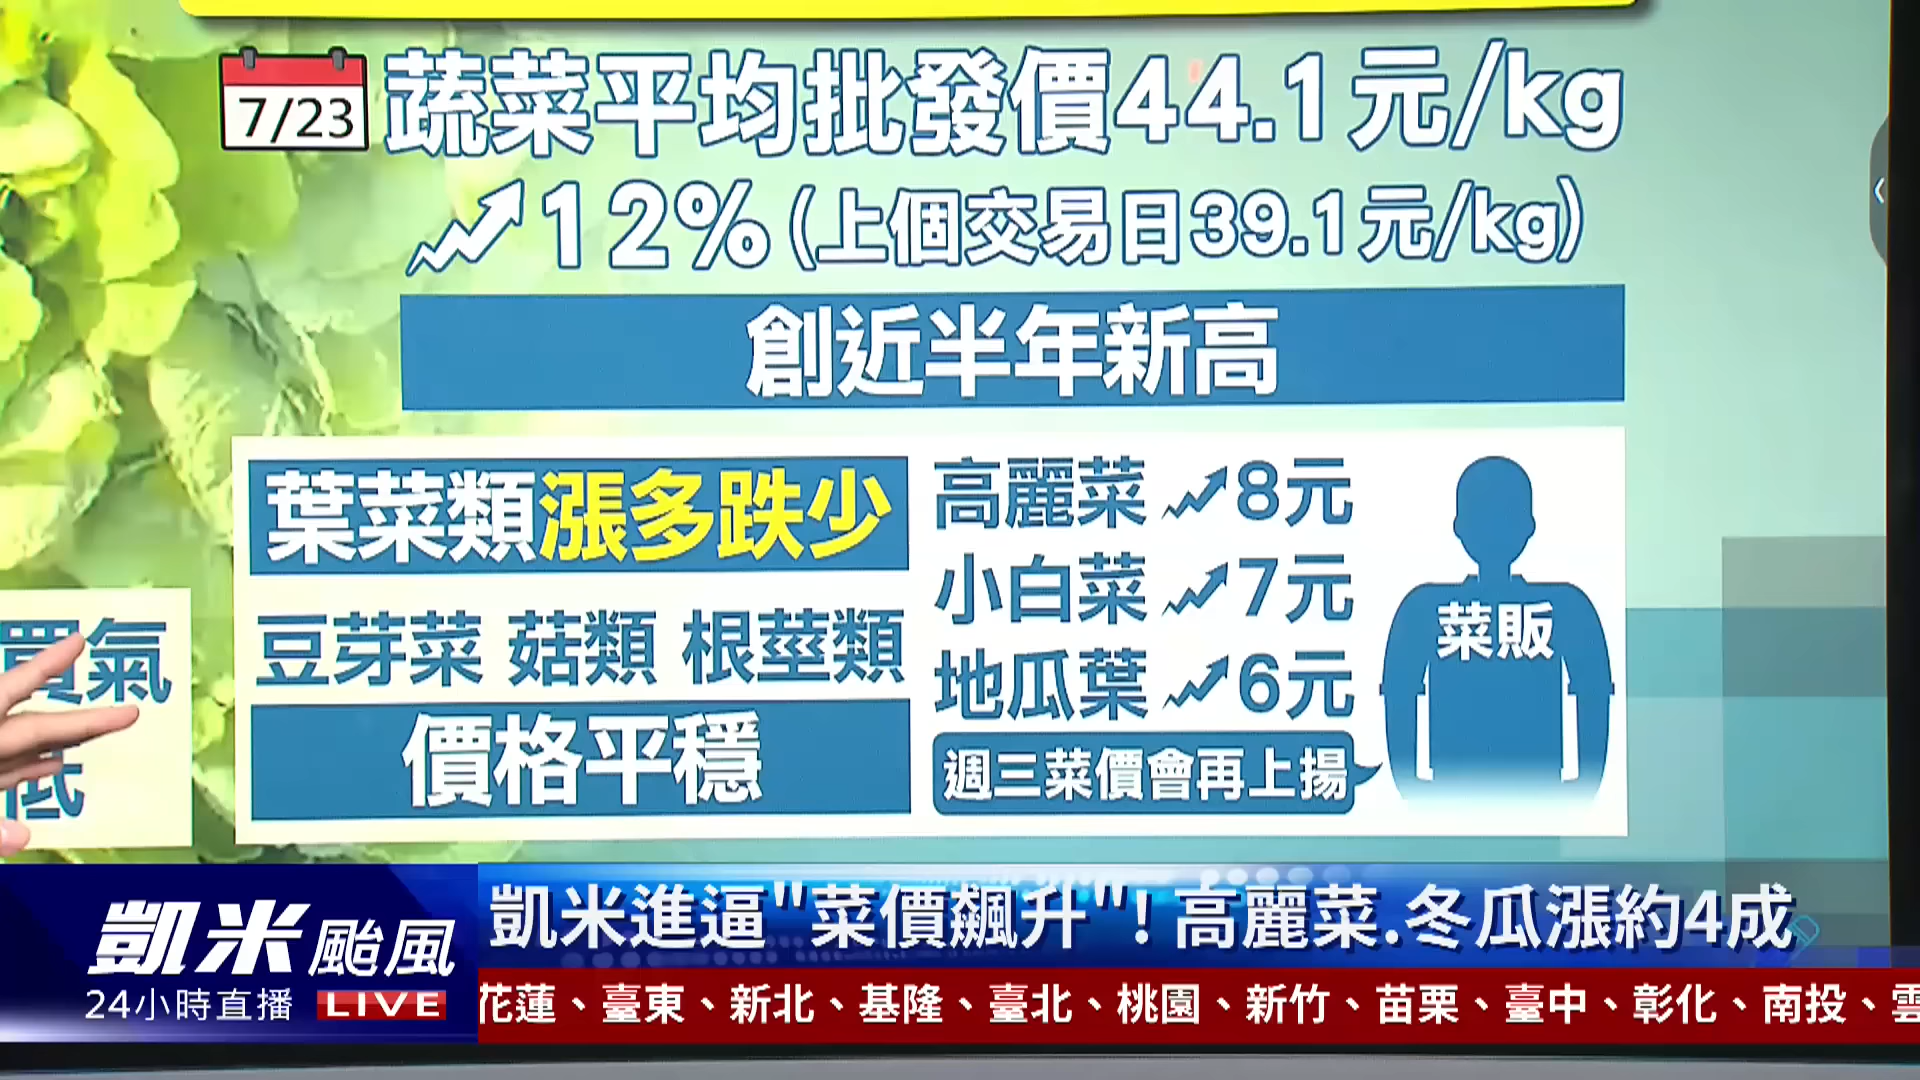 7/23
蔬菜平均批發價44.1元/kg
12%(上個交易日39.1元/kg)
創近半年新高
葉菜類漲多跌少
高麗菜 8元
小白菜 7元
地瓜葉 6元
菜販
豆芽菜 菇類 根莖類
價格平穩
週三菜價會再上揚
買氣
低
凱米颱風
24小時直播 LIVE
凱米進逼"菜價飆升"! 高麗菜.冬瓜漲約4成
花蓮、臺東、新北、基隆、臺北、桃園、新竹、苗栗、臺中、彰化、南投、雲